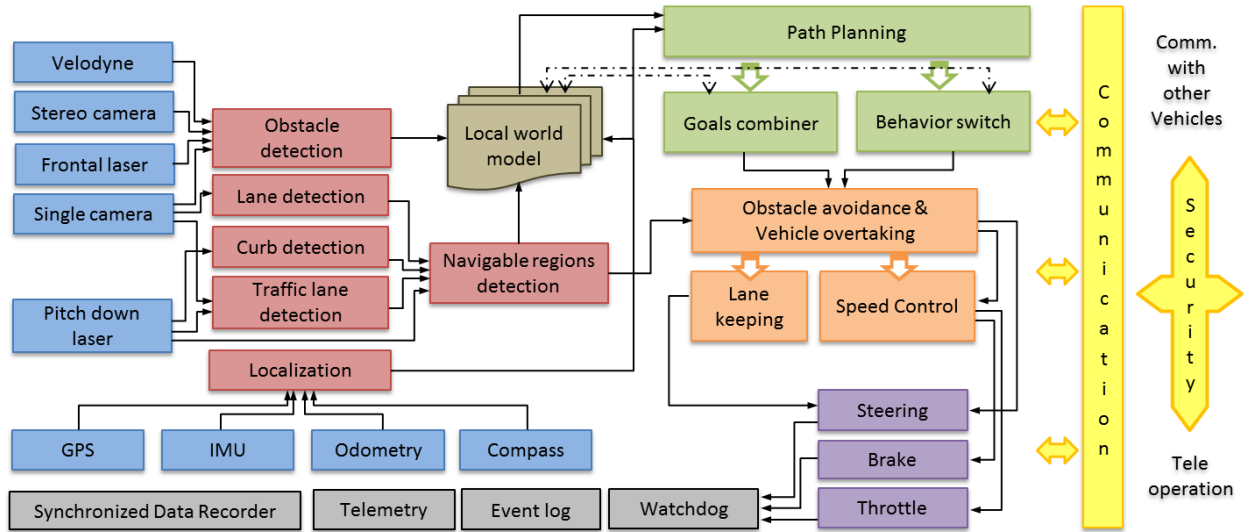 Velodyne
Stereo camera
Frontal laser
Single camera
Pitch down
laser
Obstacle
detection
Lane detection
Curb detection
Traffic lane
detection
Localization
GPS
IMU
Odometry
Compass
Local world
model
Navigable regions
detection
Path Planning
Goals combiner
Behavior switch
Obstacle avoidance &
Vehicle overtaking
Lane
keeping
Speed Control
Steering
Brake
Throttle
Synchronized Data Recorder
Telemetry
Event log
Watchdog
Communication
Comm.
with
other
Vehicles
Security
Tele
operation